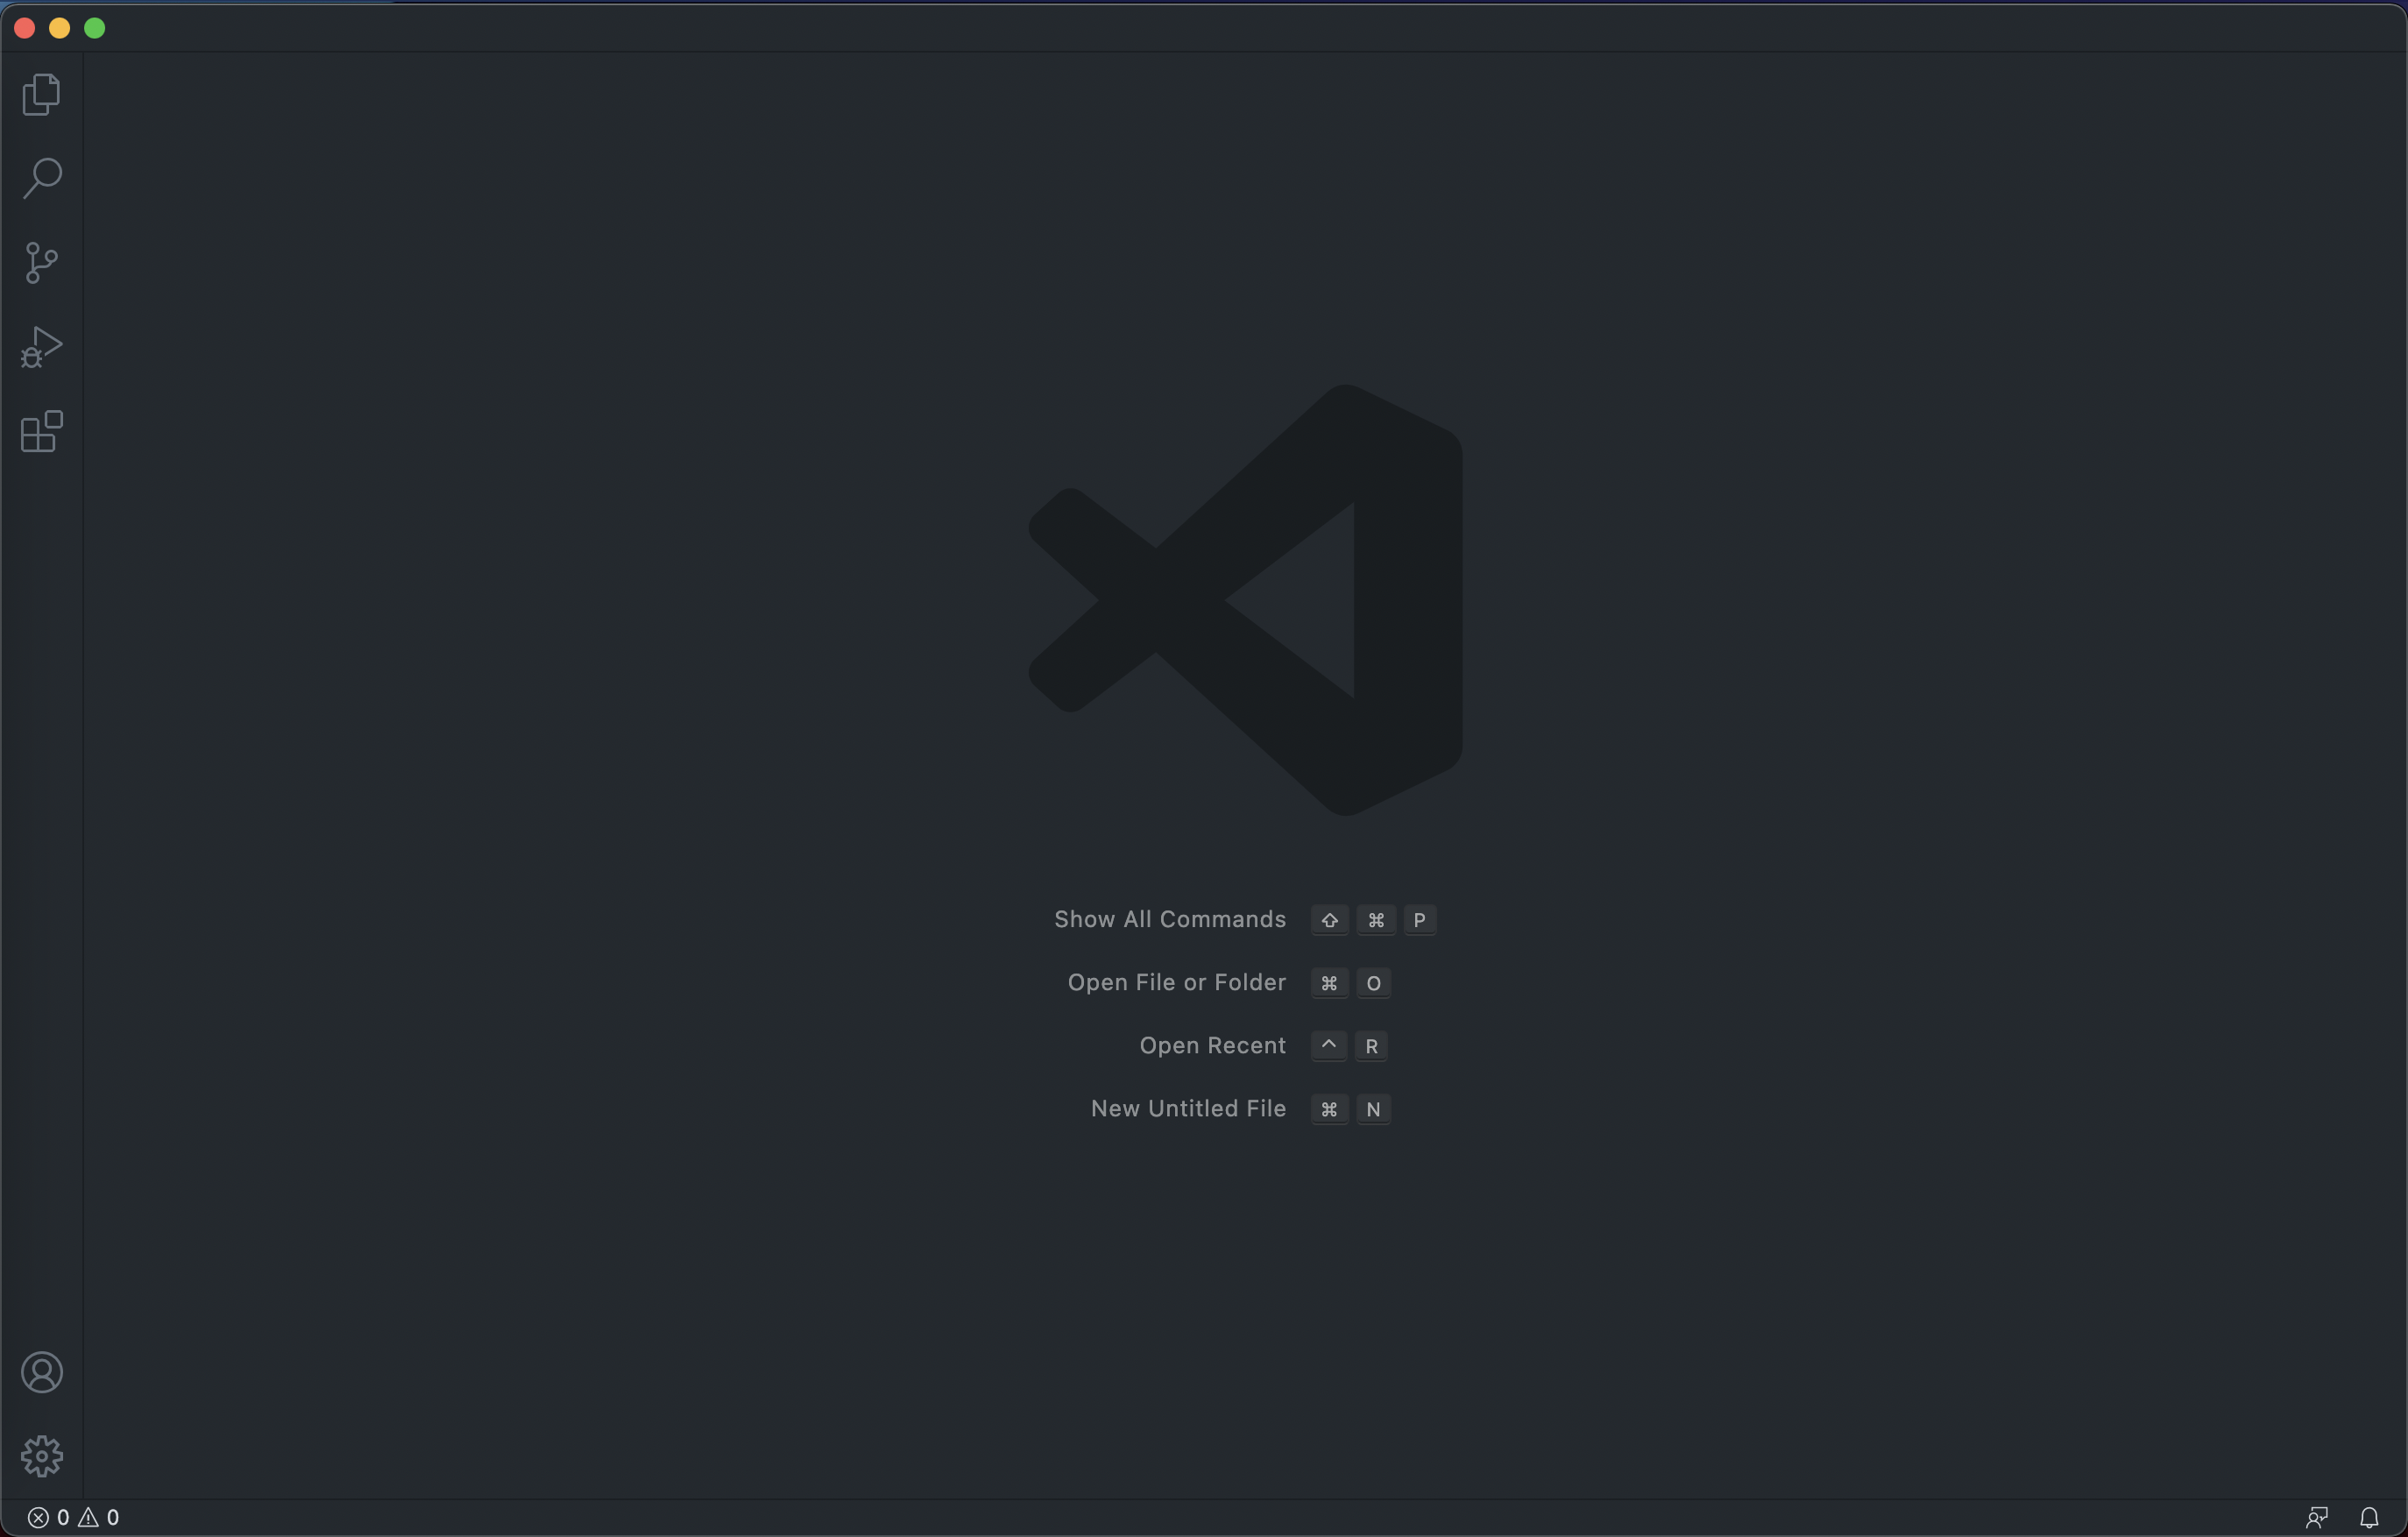 Show All Commands ⇧ ⌘ P
Open File or Folder ⌘ O
Open Recent ^ R
New Untitled File ⌘ N
0 0